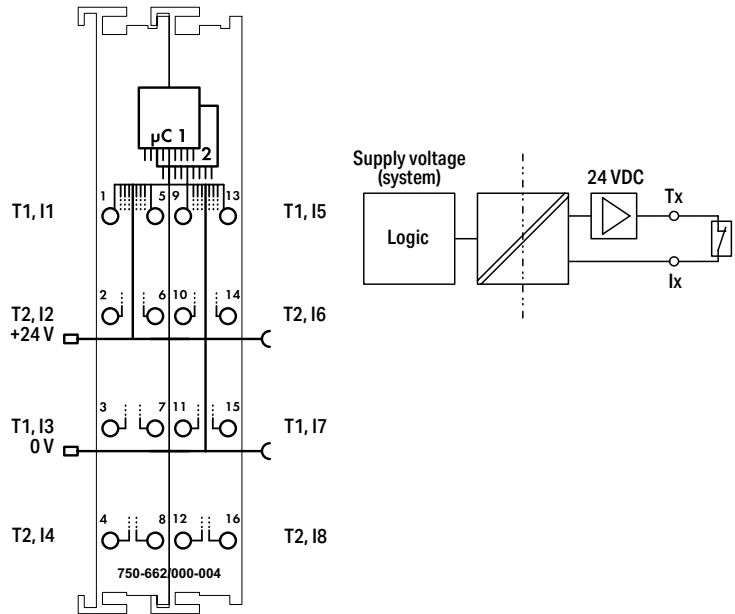 µC 1
2
1 5 9 13
T1, I1 T1, I5
2 6 10 14
T2, I2 T2, I6
+24 V
3 7 11 15
T1, I3 T1, I7
0 V
4 8 12 16
T2, I4 T2, I8
750-662/000-004
Supply voltage
(system)
24 VDC
Tx
Logic
Ix